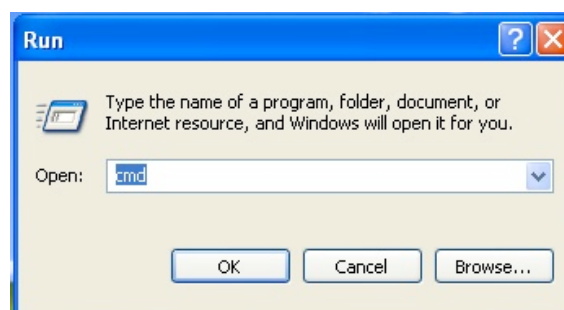 Run
Type the name of a program, folder, document, or
Internet resource, and Windows will open it for you.
Open: cmd
OK Cancel Browse...